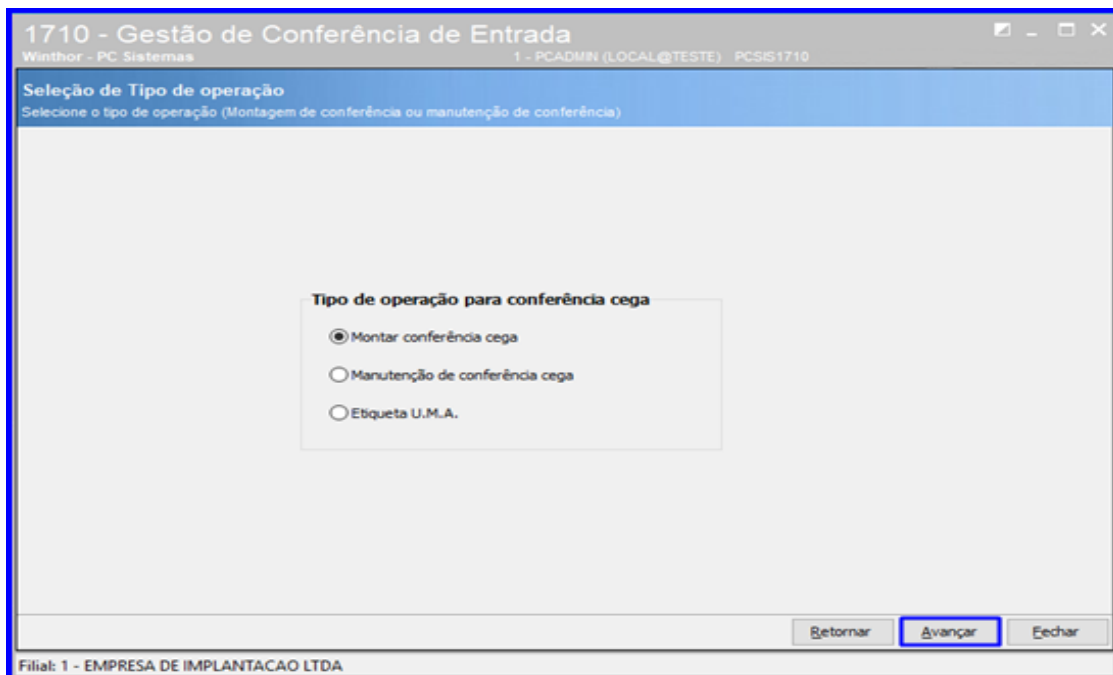 1710 - Gestão de Conferência de Entrada
Winthor - PC Sistemas 1 - PCADMIN (LOCAL@TESTE) PCSIS1710
Seleção de Tipo de operação
Selecione o tipo de operação (Montagem de conferência ou manutenção de conferência)
Tipo de operação para conferência cega
Montar conferência cega
Manutenção de conferência cega
Etiqueta U.M.A.
Retornar Avançar Fechar
Filial: 1 - EMPRESA DE IMPLANTACAO LTDA